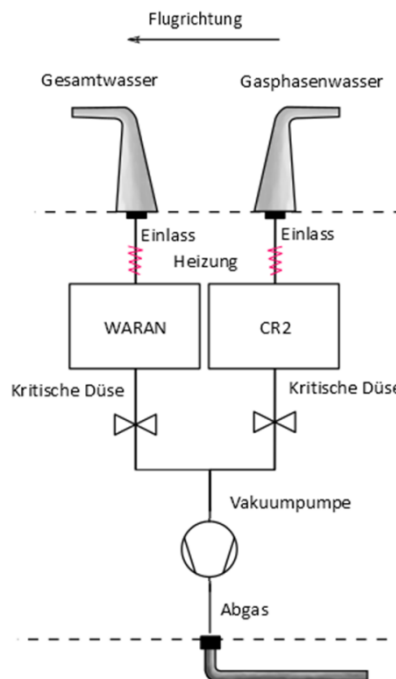 Flugrichtung
Gesamtwasser
Gasphasenwasser
Einlass
Einlass
Heizung
WARAN
CR2
Kritische Düse
Kritische Düse
Vakuumpumpe
Abgas